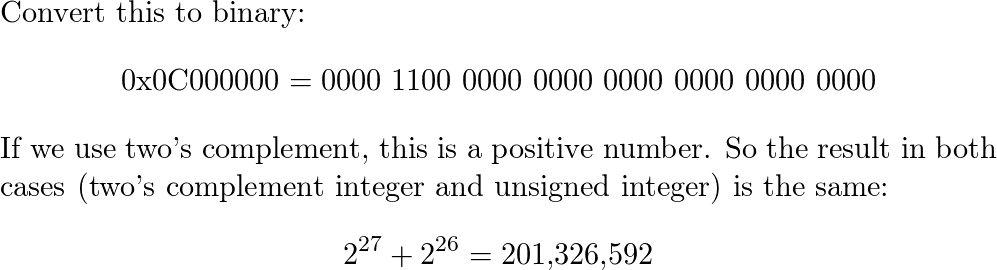 Convert this to binary:
0x0C000000 = 0000 1100 0000 0000 0000 0000 0000 0000
If we use two's complement, this is a positive number. So the result in both
cases (two's complement integer and unsigned integer) is the same:
2^27 + 2^26 = 201,326,592